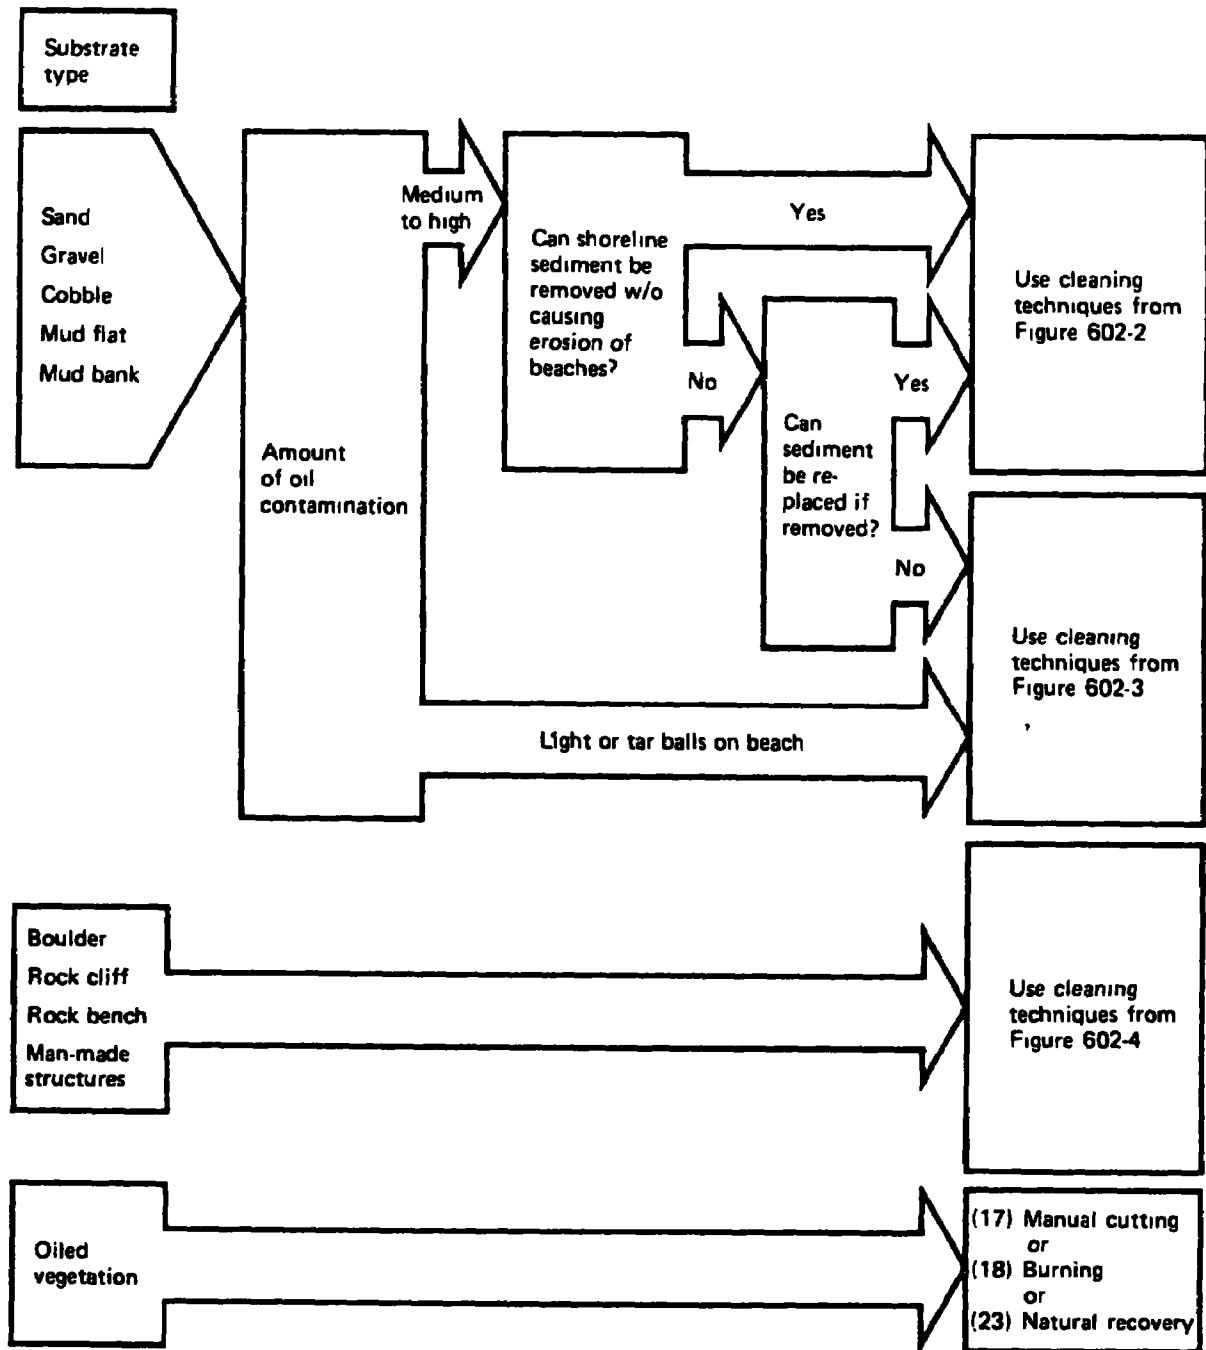 Substrate
type
Sand
Gravel
Cobble
Mud flat
Mud bank
Amount
of oil
contamination
Medium
to high
Can shoreline
sediment be
removed w/o
causing
erosion of
beaches?
Yes
No
Can
sediment
be re-
placed if
removed?
Yes
No
Light or tar balls on beach
Use cleaning
techniques from
Figure 602-2
Use cleaning
techniques from
Figure 602-3
Boulder
Rock cliff
Rock bench
Man-made
structures
Use cleaning
techniques from
Figure 602-4
Oiled
vegetation
(17) Manual cutting
or
(18) Burning
or
(23) Natural recovery